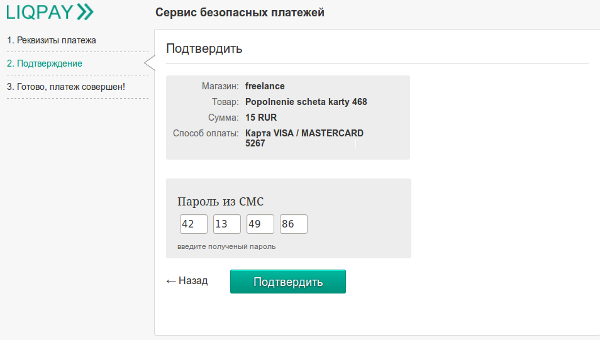 LIQPAY
Сервис безопасных платежей
1. Реквизиты платежа
2. Подтверждение
3. Готово, платеж совершен!
Подтвердить
Магазин: freelance
Товар: Popolnenie scheta karty 468
Сумма: 15 RUR
Способ оплаты: Карта VISA / MASTERCARD
5267
Пароль из СМС
42 13 49 86
введите полученый пароль
← Назад
Подтвердить